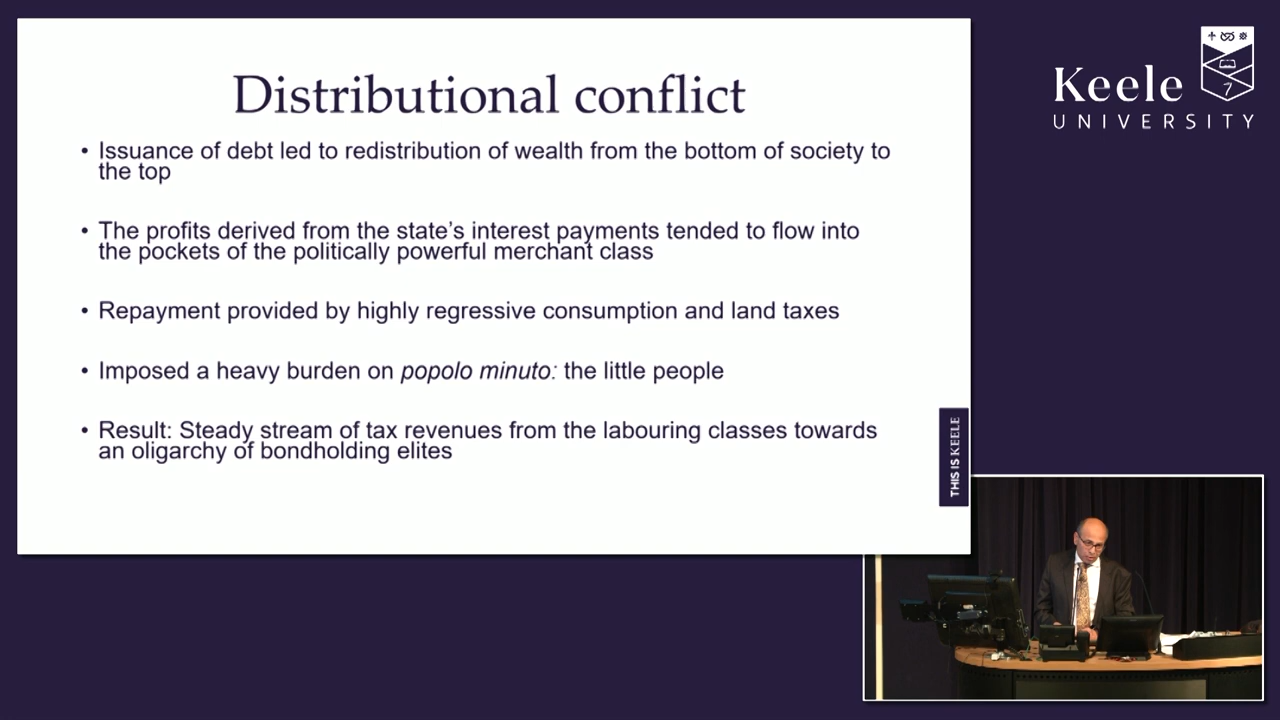 Distributional conflict
• Issuance of debt led to redistribution of wealth from the bottom of society to
the top
• The profits derived from the state's interest payments tended to flow into
the pockets of the politically powerful merchant class
• Repayment provided by highly regressive consumption and land taxes
• Imposed a heavy burden on popolo minuto: the little people
• Result: Steady stream of tax revenues from the labouring classes towards
an oligarchy of bondholding elites
THIS IS KEELE
Keele
UNIVERSITY